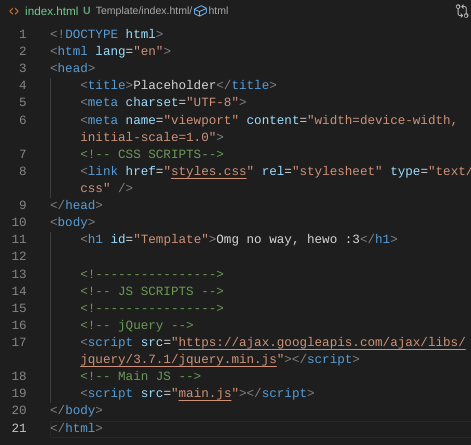 index.html U Template/index.html/html
1 <!DOCTYPE html>
2 <html lang="en">
3 <head>
4 <title>Placeholder</title>
5 <meta charset="UTF-8">
6 <meta name="viewport" content="width=device-width,
initial-scale=1.0">
7 <!-- CSS SCRIPTS-->
8 <link href="styles.css" rel="stylesheet" type="text/
css" />
9 </head>
10 <body>
11 <h1 id="Template">Omg no way, hewo :3</h1>
12
13 <!---------------->
14 <!-- JS SCRIPTS -->
15 <!---------------->
16 <!-- jQuery -->
17 <script src="https://ajax.googleapis.com/ajax/libs/
jquery/3.7.1/jquery.min.js"></script>
18 <!-- Main JS -->
19 <script src="main.js"></script>
20 </body>
21 </html>